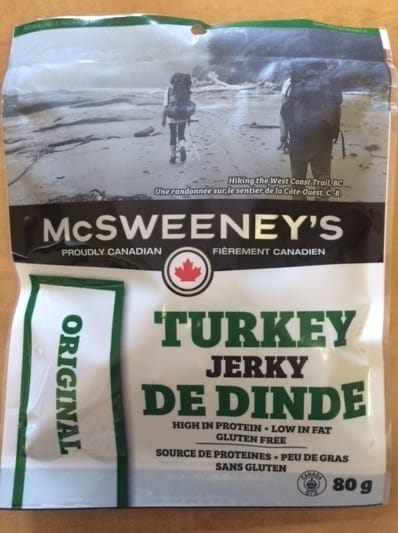 Hiking the West Coast Trail, BC
Une randonnée sur le sentier de la Côte-Ouest, C.-B.
McSWEENEY'S
PROUDLY CANADIAN
FIÈREMENT CANADIEN
ORIGINAL
TURKEY
JERKY
DE DINDE
HIGH IN PROTEIN • LOW IN FAT
GLUTEN FREE
SOURCE DE PROTEINES • PEU DE GRAS
SANS GLUTEN
CANADA
80 g